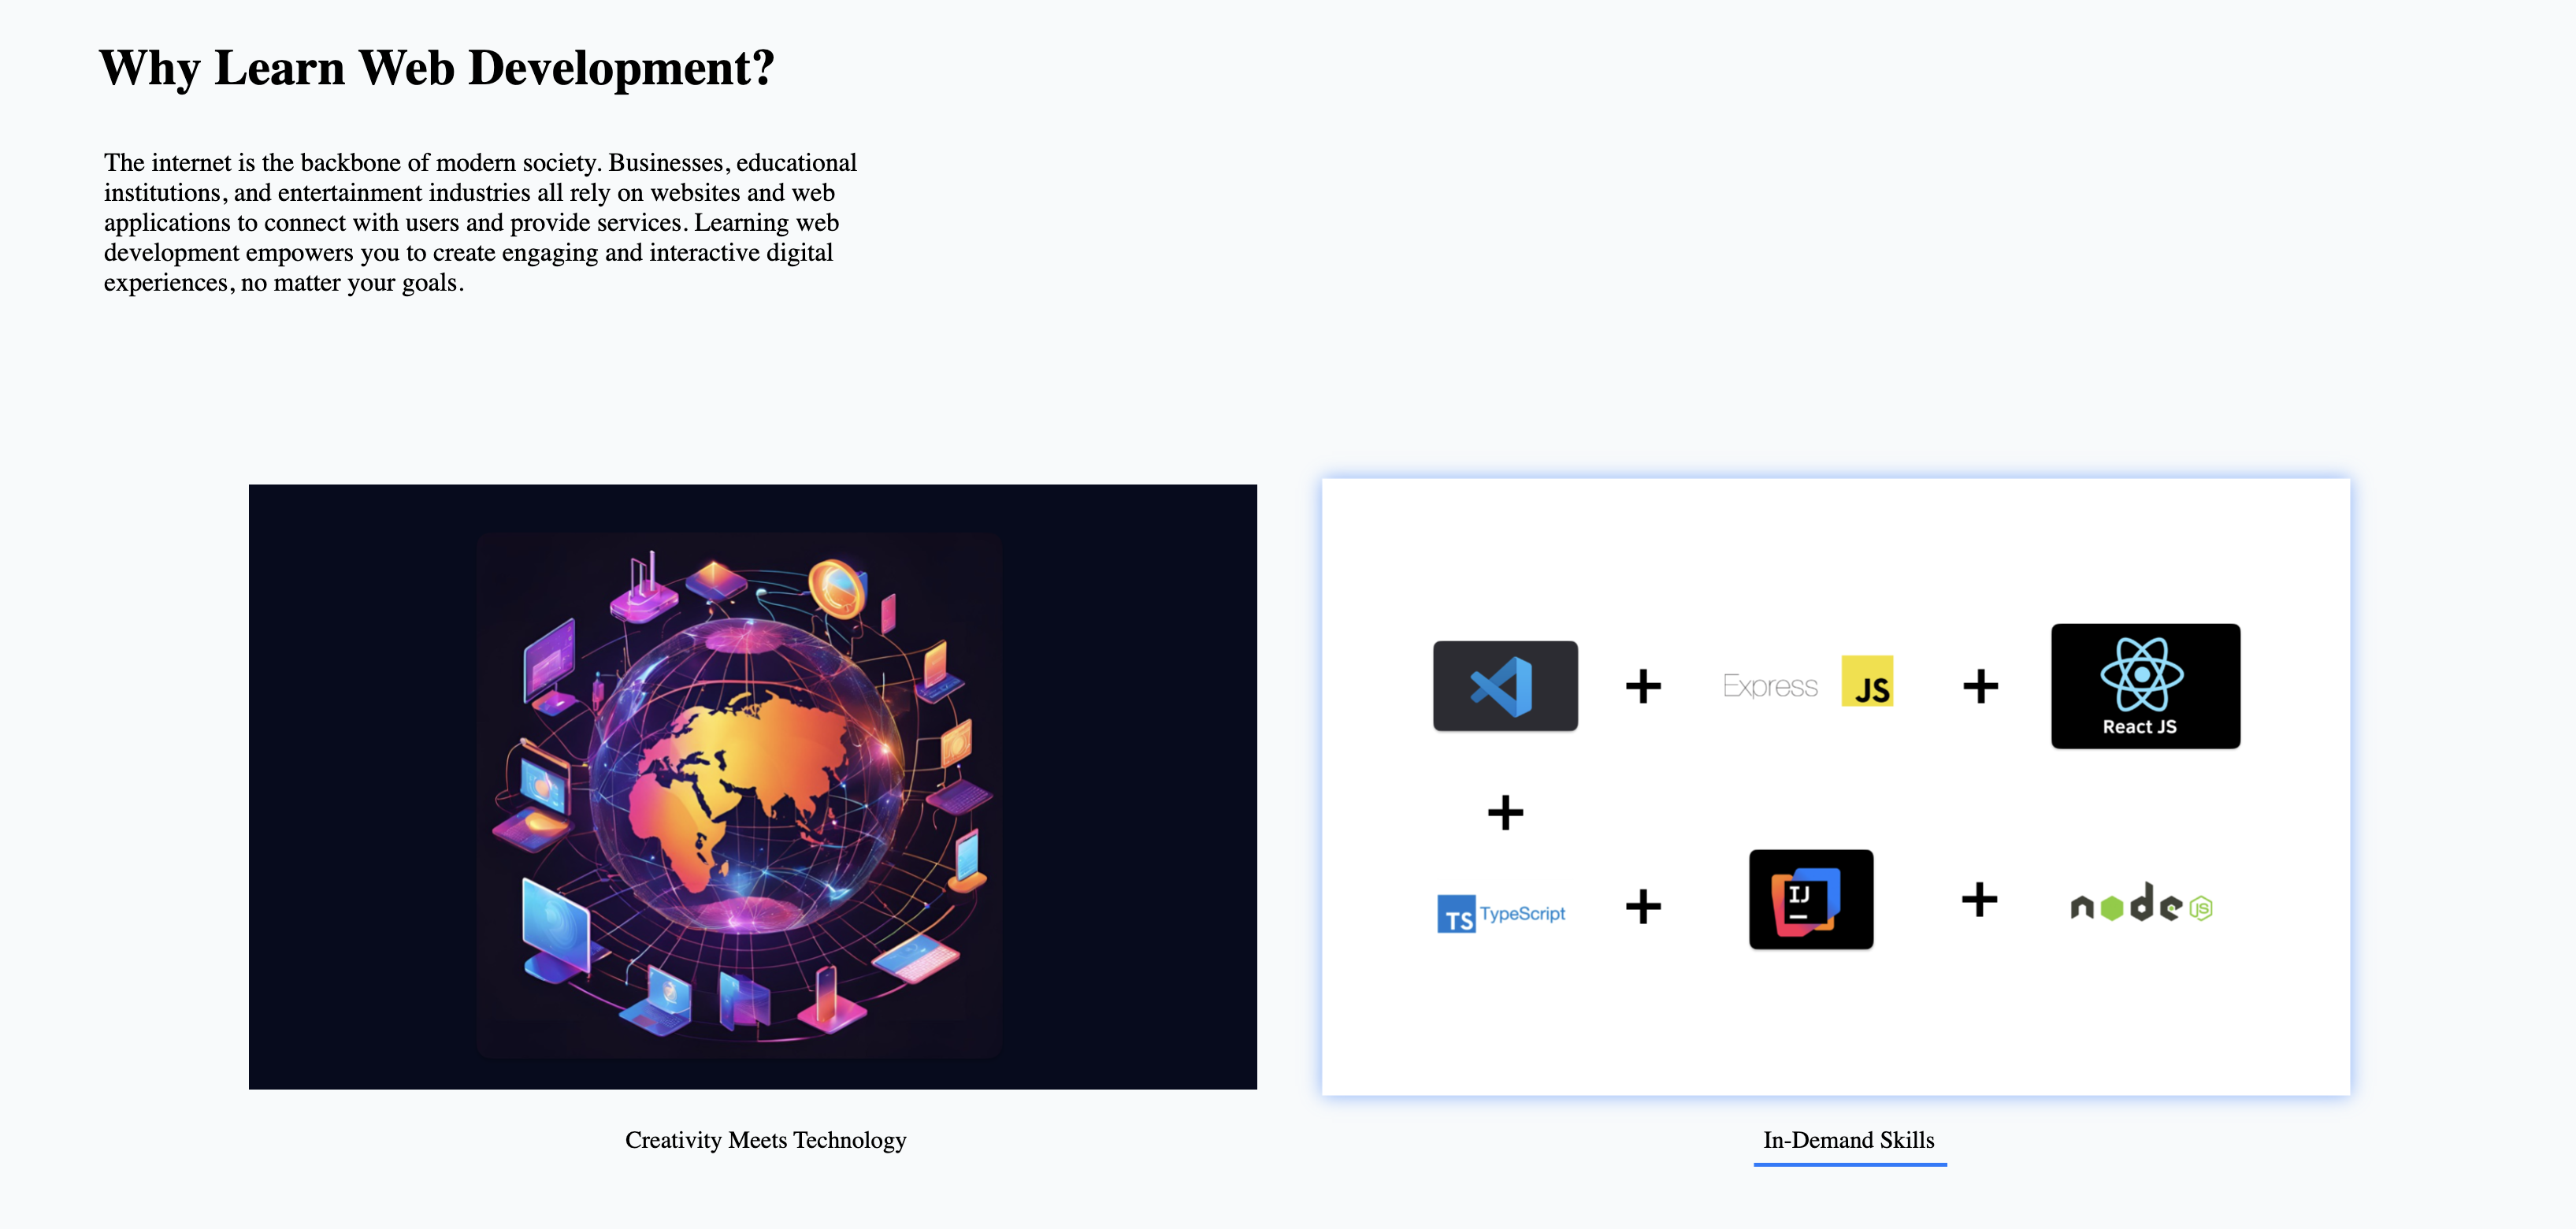 Why Learn Web Development?
The internet is the backbone of modern society. Businesses, educational
institutions, and entertainment industries all rely on websites and web
applications to connect with users and provide services. Learning web
development empowers you to create engaging and interactive digital
experiences, no matter your goals.
+ Express JS +
React JS
+
TS TypeScript + IJ + node JS
Creativity Meets Technology
In-Demand Skills